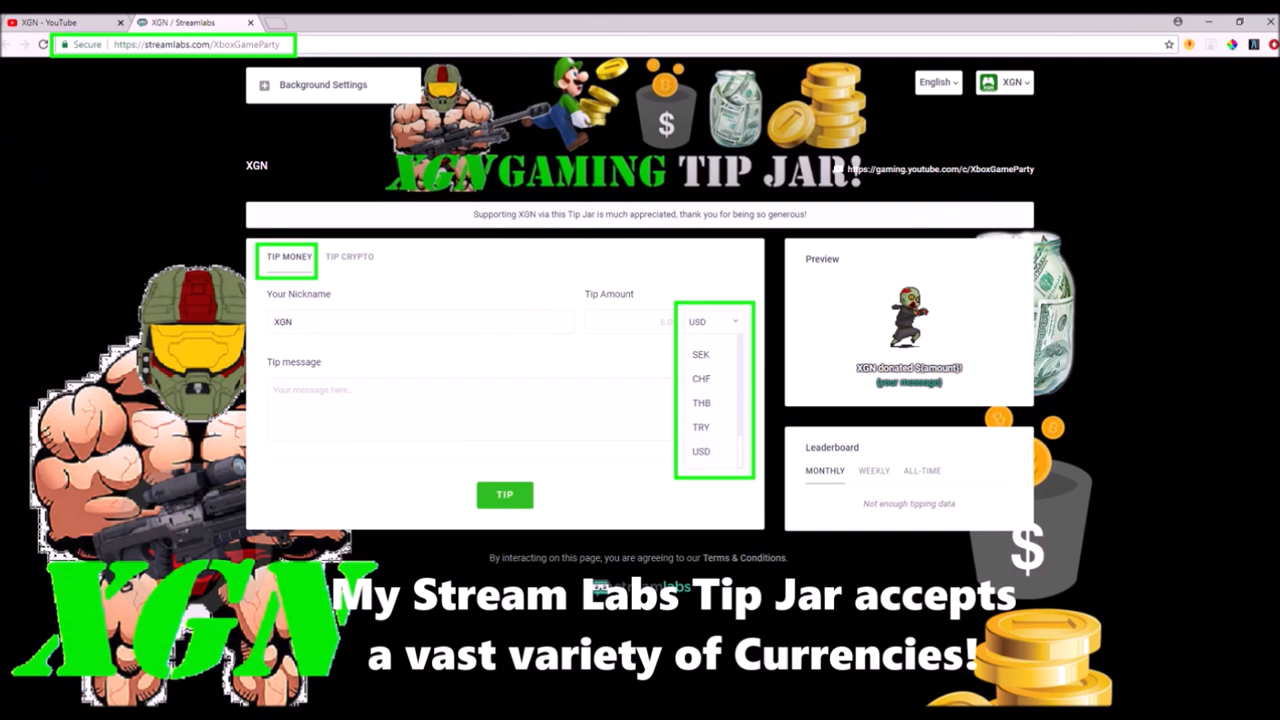 XGN - YouTube
XGN / Streamlabs
Secure
https://streamlabs.com/XboxGameParty
Background Settings
English
XGN
XGN
XGN
XGN GAMING TIP JAR!
https://gaming.youtube.com/c/XboxGameParty
$
Supporting XGN via this Tip Jar is much appreciated, thank you for being so generous!
TIP MONEY
TIP CRYPTO
Your Nickname
XGN
Tip Amount
USD
SEK
CHF
THB
TRY
USD
Tip message
Your message here...
TIP
Preview
XGN donated ${amount}!
{your message}
Leaderboard
MONTHLY
WEEKLY
ALL-TIME
Not enough tipping data
$
By interacting on this page, you are agreeing to our Terms & Conditions.
streamlabs
XGN
My Stream Labs Tip Jar accepts
a vast variety of Currencies!